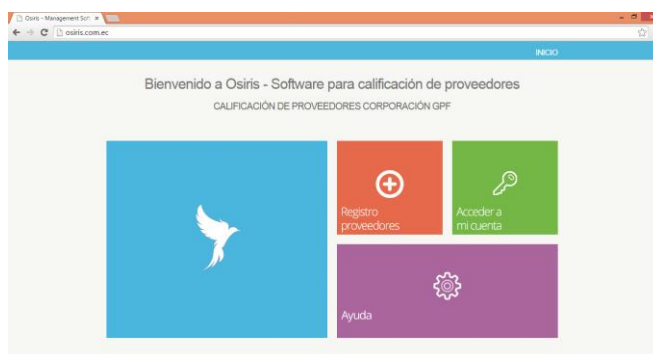 Osiris - Management Soft
osiris.com.ec
INICIO
Bienvenido a Osiris - Software para calificación de proveedores
CALIFICACIÓN DE PROVEEDORES CORPORACIÓN GPF
Registro
proveedores
Acceder a
mi cuenta
Ayuda